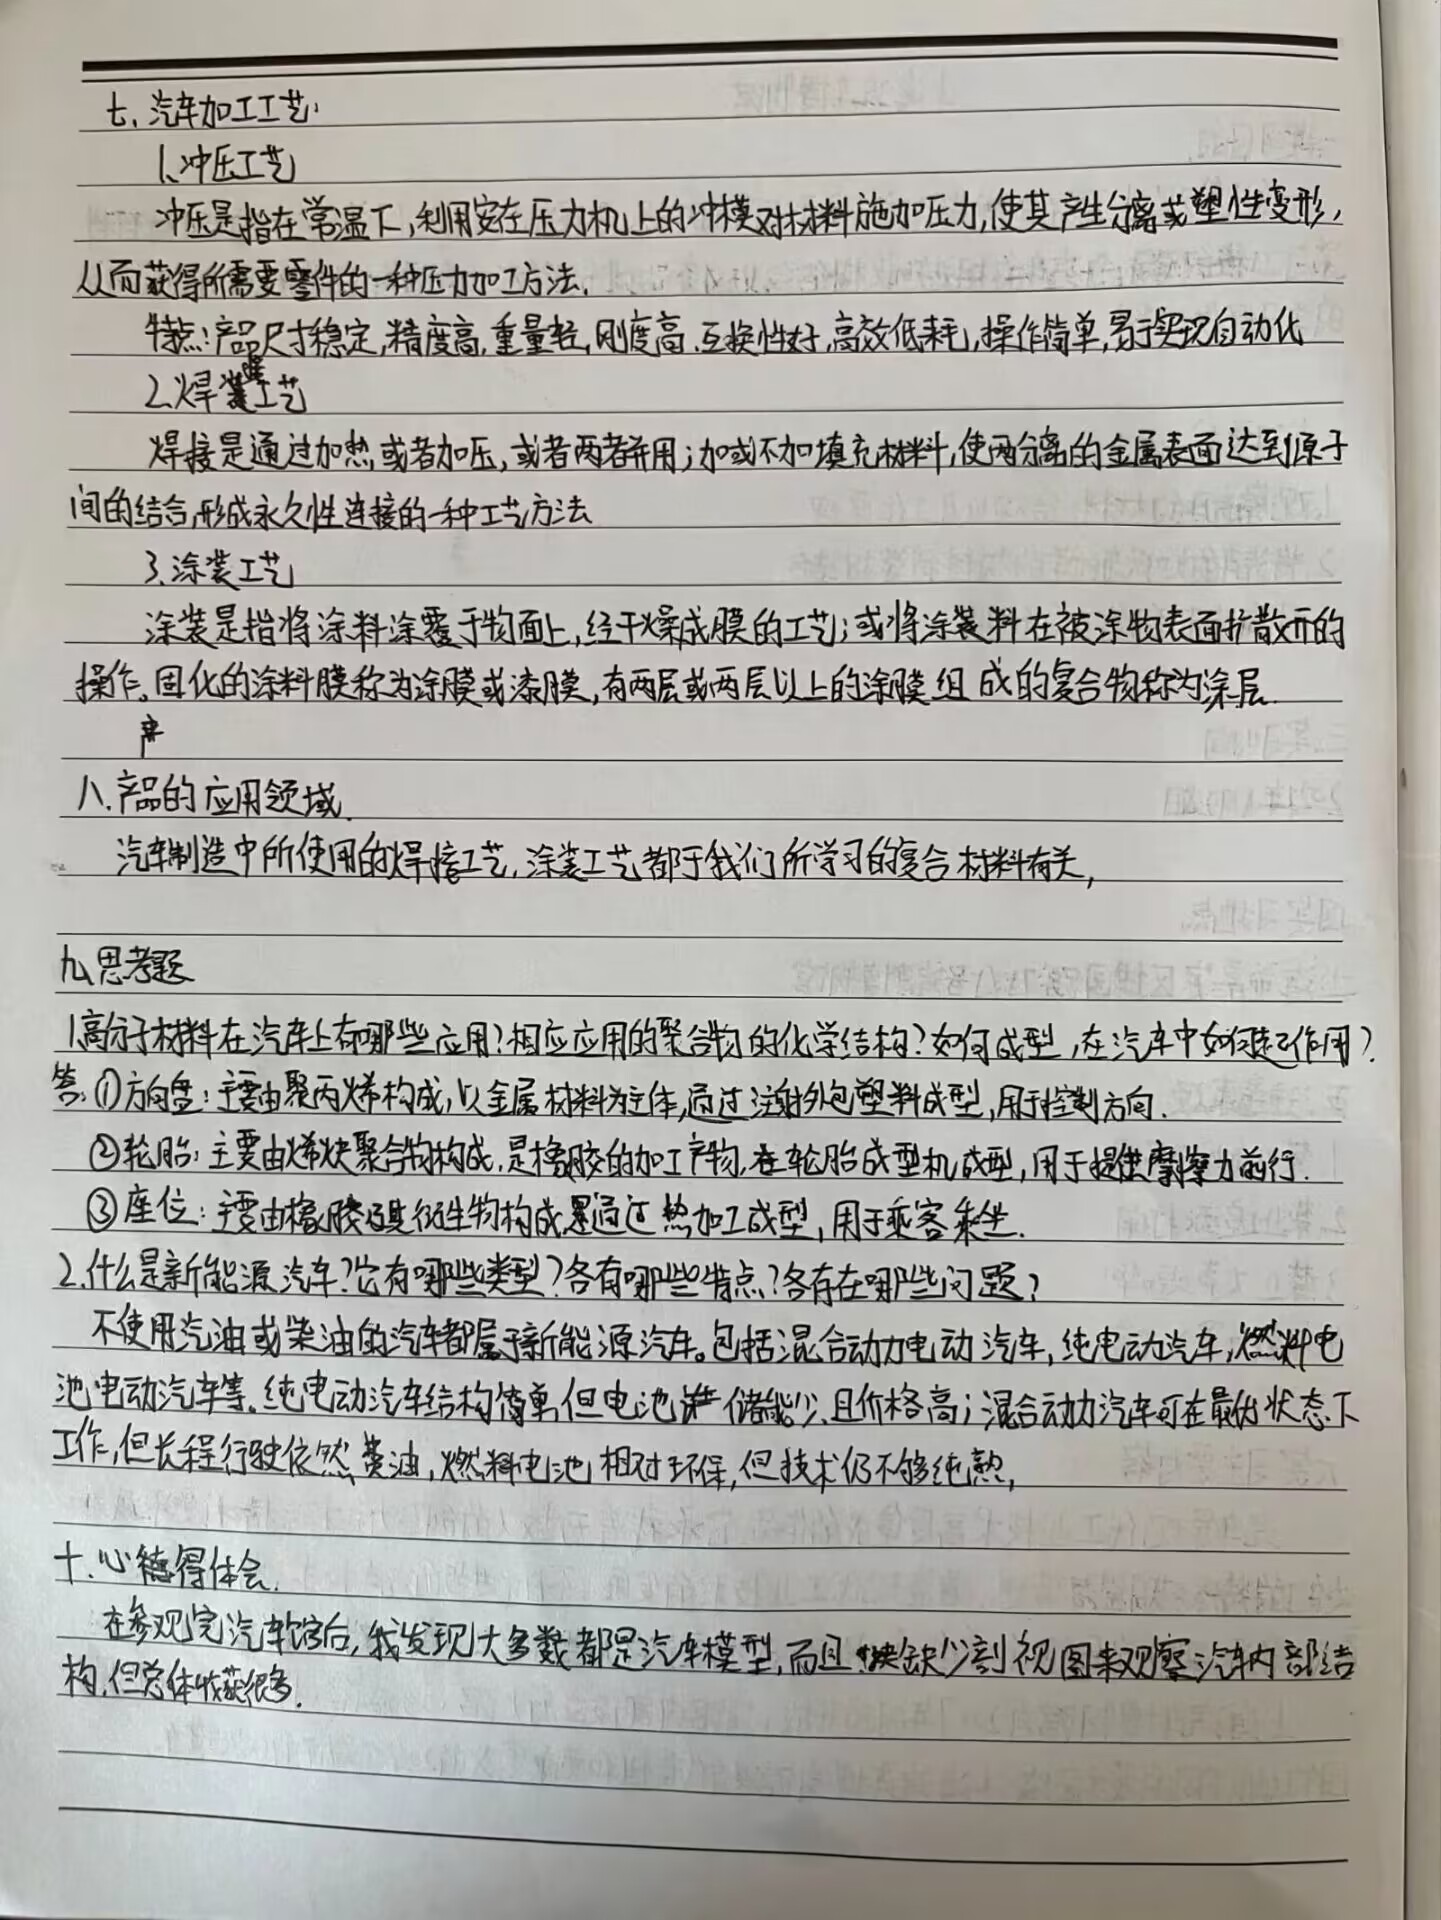 七、汽车加工工艺：
1、冲压工艺
冲压是指在常温下，利用安在压力机上的冲模对材料施加压力，使其产生分离或塑性变形，
从而获得所需要零件的一种压力加工方法.
特点：产品尺寸稳定，精度高，重量轻，刚度高，互换性好，高效低耗，操作简单，易于实现自动化
2、焊接工艺
焊接是通过加热或者加压，或者两者并用；加或不加填充材料，使两分离的金属表面达到原子
间的结合，形成永久性连接的一种工艺方法
3、涂装工艺
涂装是指将涂料涂覆于物面上，经干燥成膜的工艺；或将涂装料在被涂物表面扩散开的
操作。固化的涂料膜称为涂膜或漆膜，有两层或两层以上的涂膜组成的复合物称为涂层.
八.产品的应用领域.
汽车制造中所使用的焊接工艺，涂装工艺都于我们所学习的复合材料有关，
九、思考题
1.高分子材料在汽车上有哪些应用？相应应用的聚合物的化学结构？如何成型，在汽车中如何起作用？
答：①方向盘：主要由聚丙烯构成，以金属材料为主体，通过注射外包塑料成型，用于控制方向.
②轮胎：主要由烯炔聚合物构成，是橡胶的加工产物，在轮胎成型机成型，用于提供摩擦力前行.
③座位：主要由橡胶及其衍生物构成，通过热加工成型，用于乘客乘坐.
2.什么是新能源汽车？它有哪些类型？各有哪些特点？各存在哪些问题？
不使用汽油或柴油的汽车都属于新能源汽车。包括混合动力电动汽车，纯电动汽车，燃料电
池电动汽车等。纯电动汽车结构简单，但电池储能少，且价格高；混合动力汽车可在最优状态下
工作，但长程行驶依然费油，燃料电池相对环保，但技术仍不够纯熟，
十、心得体会.
在参观完汽车馆后，我发现大多数都是汽车模型，而且缺少剖视图来观察汽车内部结
构，但总体收获很多.